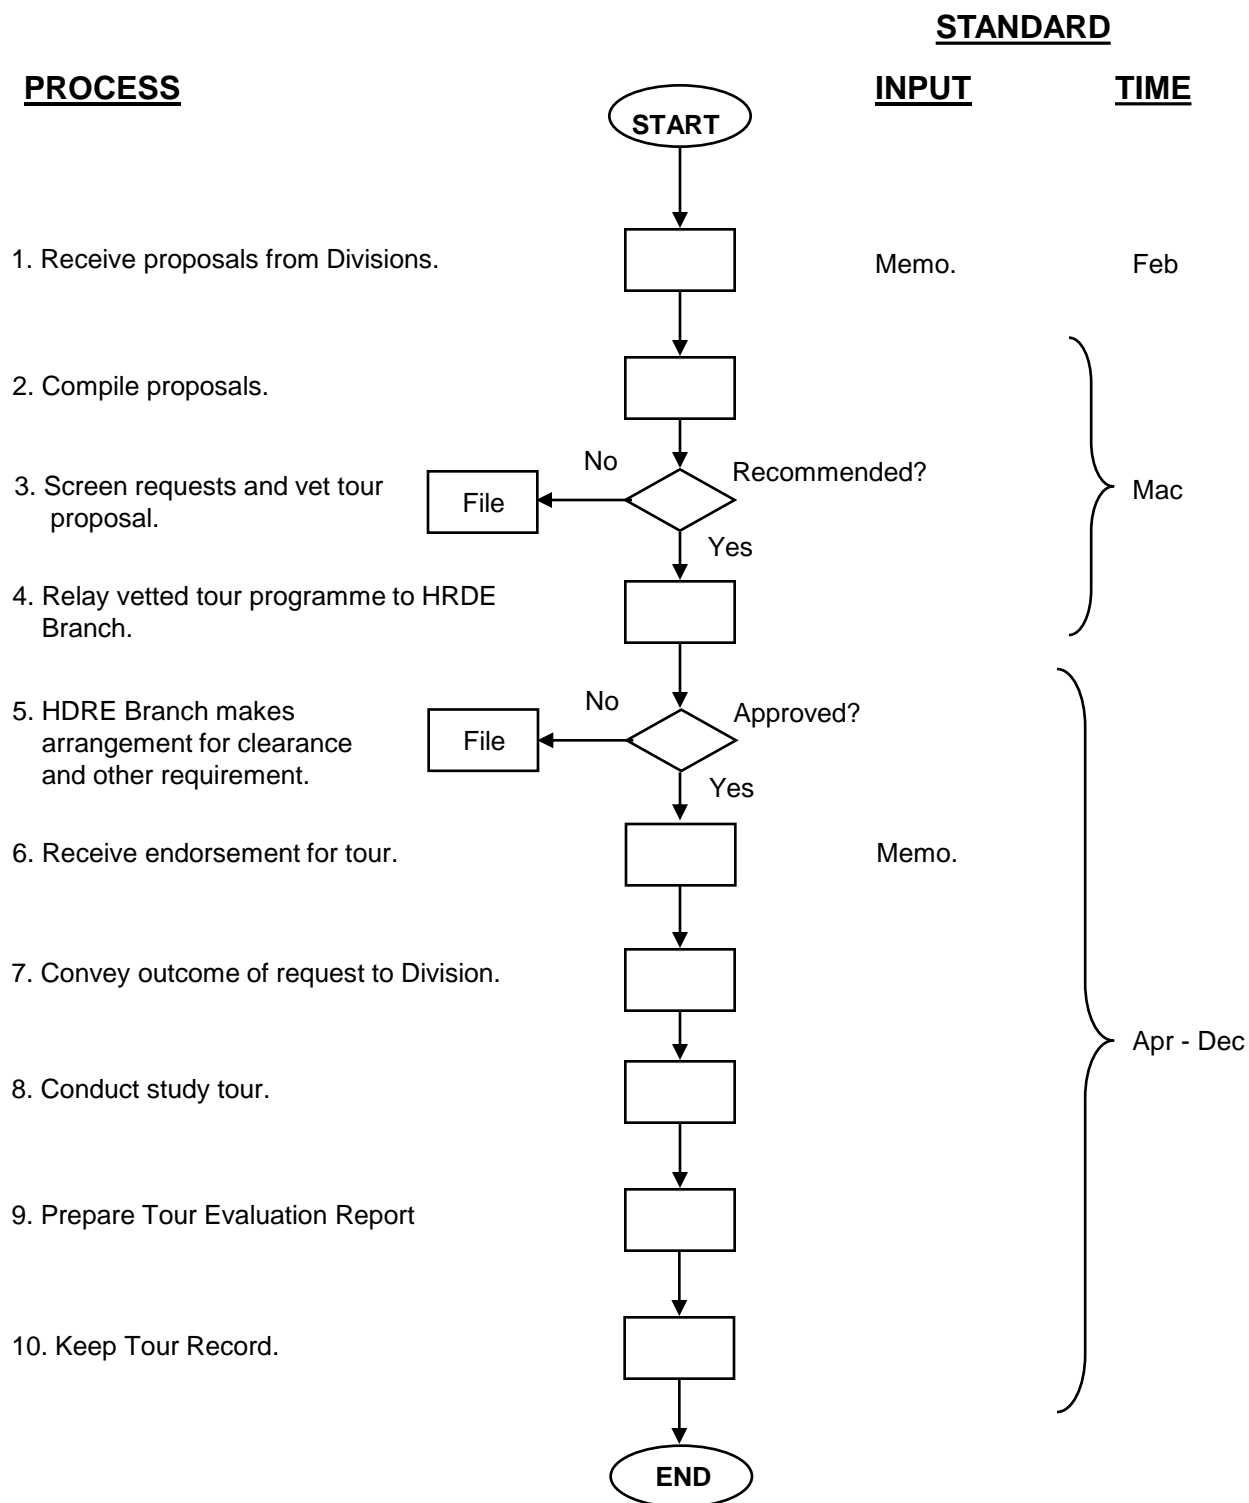 STANDARD
PROCESS
INPUT
TIME
START
1. Receive proposals from Divisions.
Memo.
Feb
2. Compile proposals.
No
Recommended?
3. Screen requests and vet tour
proposal.
File
Mac
Yes
4. Relay vetted tour programme to HRDE
Branch.
No
Approved?
5. HDRE Branch makes
arrangement for clearance
and other requirement.
File
Yes
6. Receive endorsement for tour.
Memo.
7. Convey outcome of request to Division.
Apr - Dec
8. Conduct study tour.
9. Prepare Tour Evaluation Report
10. Keep Tour Record.
END